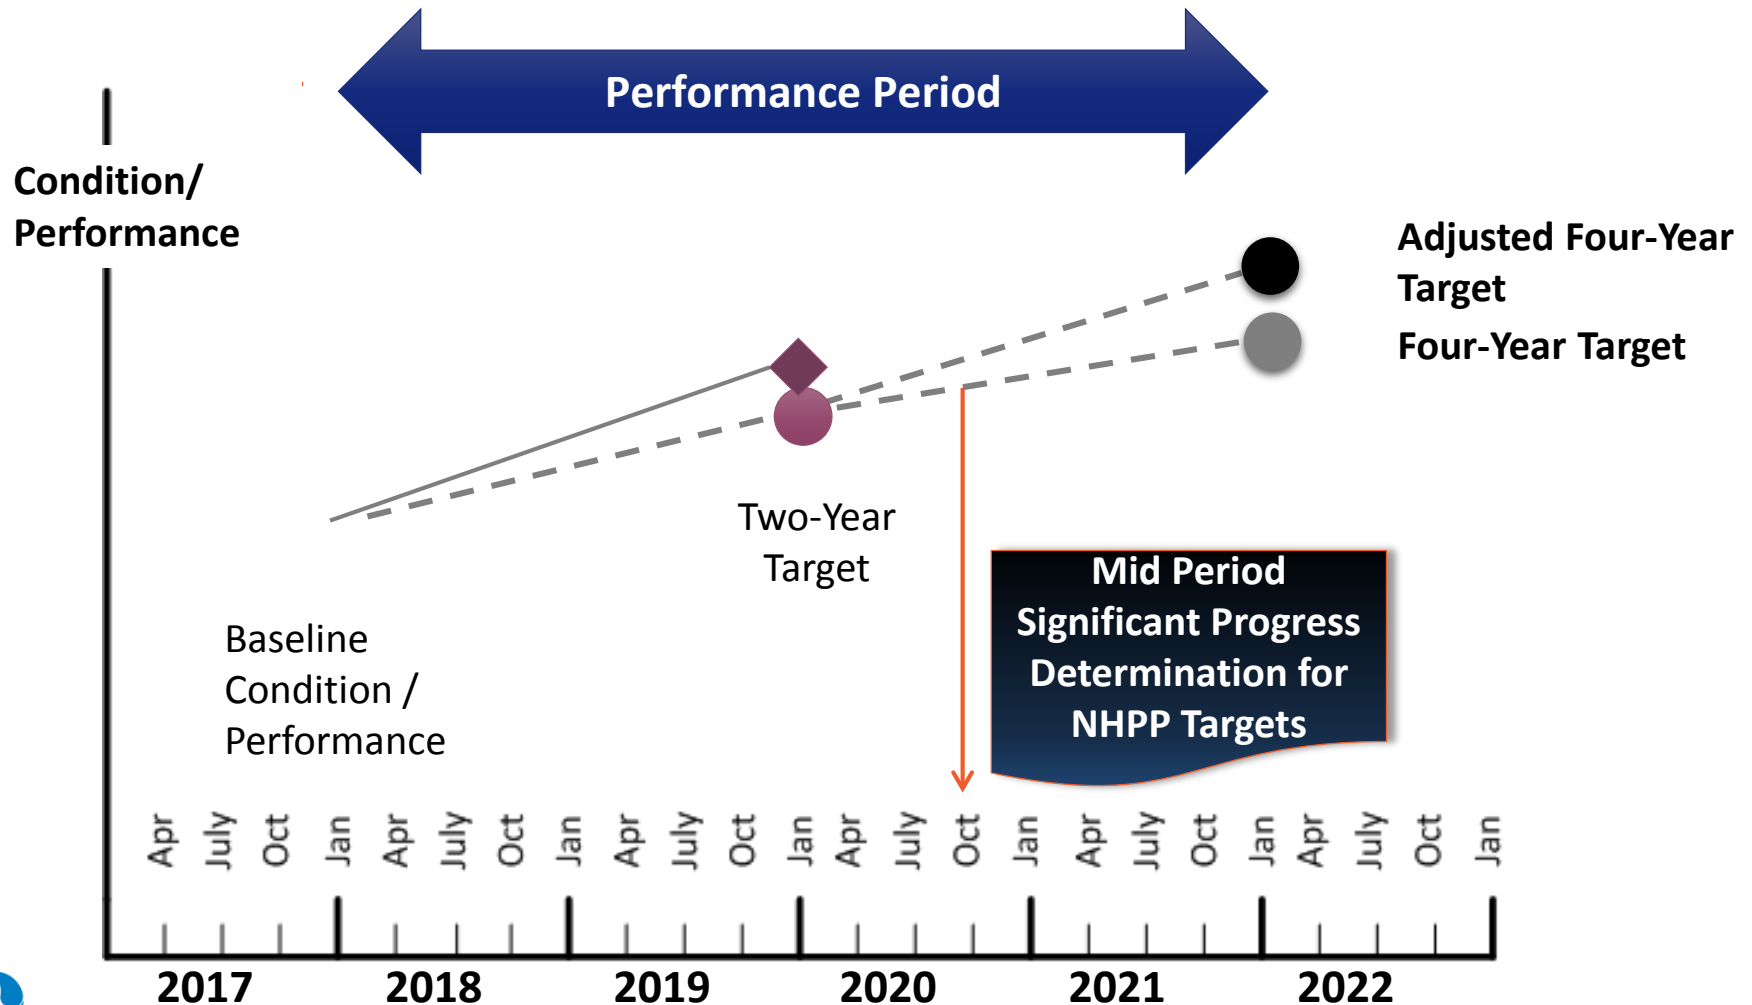 Performance Period
Condition/
Performance
Adjusted Four-Year
Target
Four-Year Target
Two-Year
Target
Mid Period
Significant Progress
Determination for
NHPP Targets
Baseline
Condition /
Performance
Apr July Oct Jan Apr July Oct Jan Apr July Oct Jan Apr July Oct Jan Apr July Oct Jan Apr July Oct Jan
2017 2018 2019 2020 2021 2022